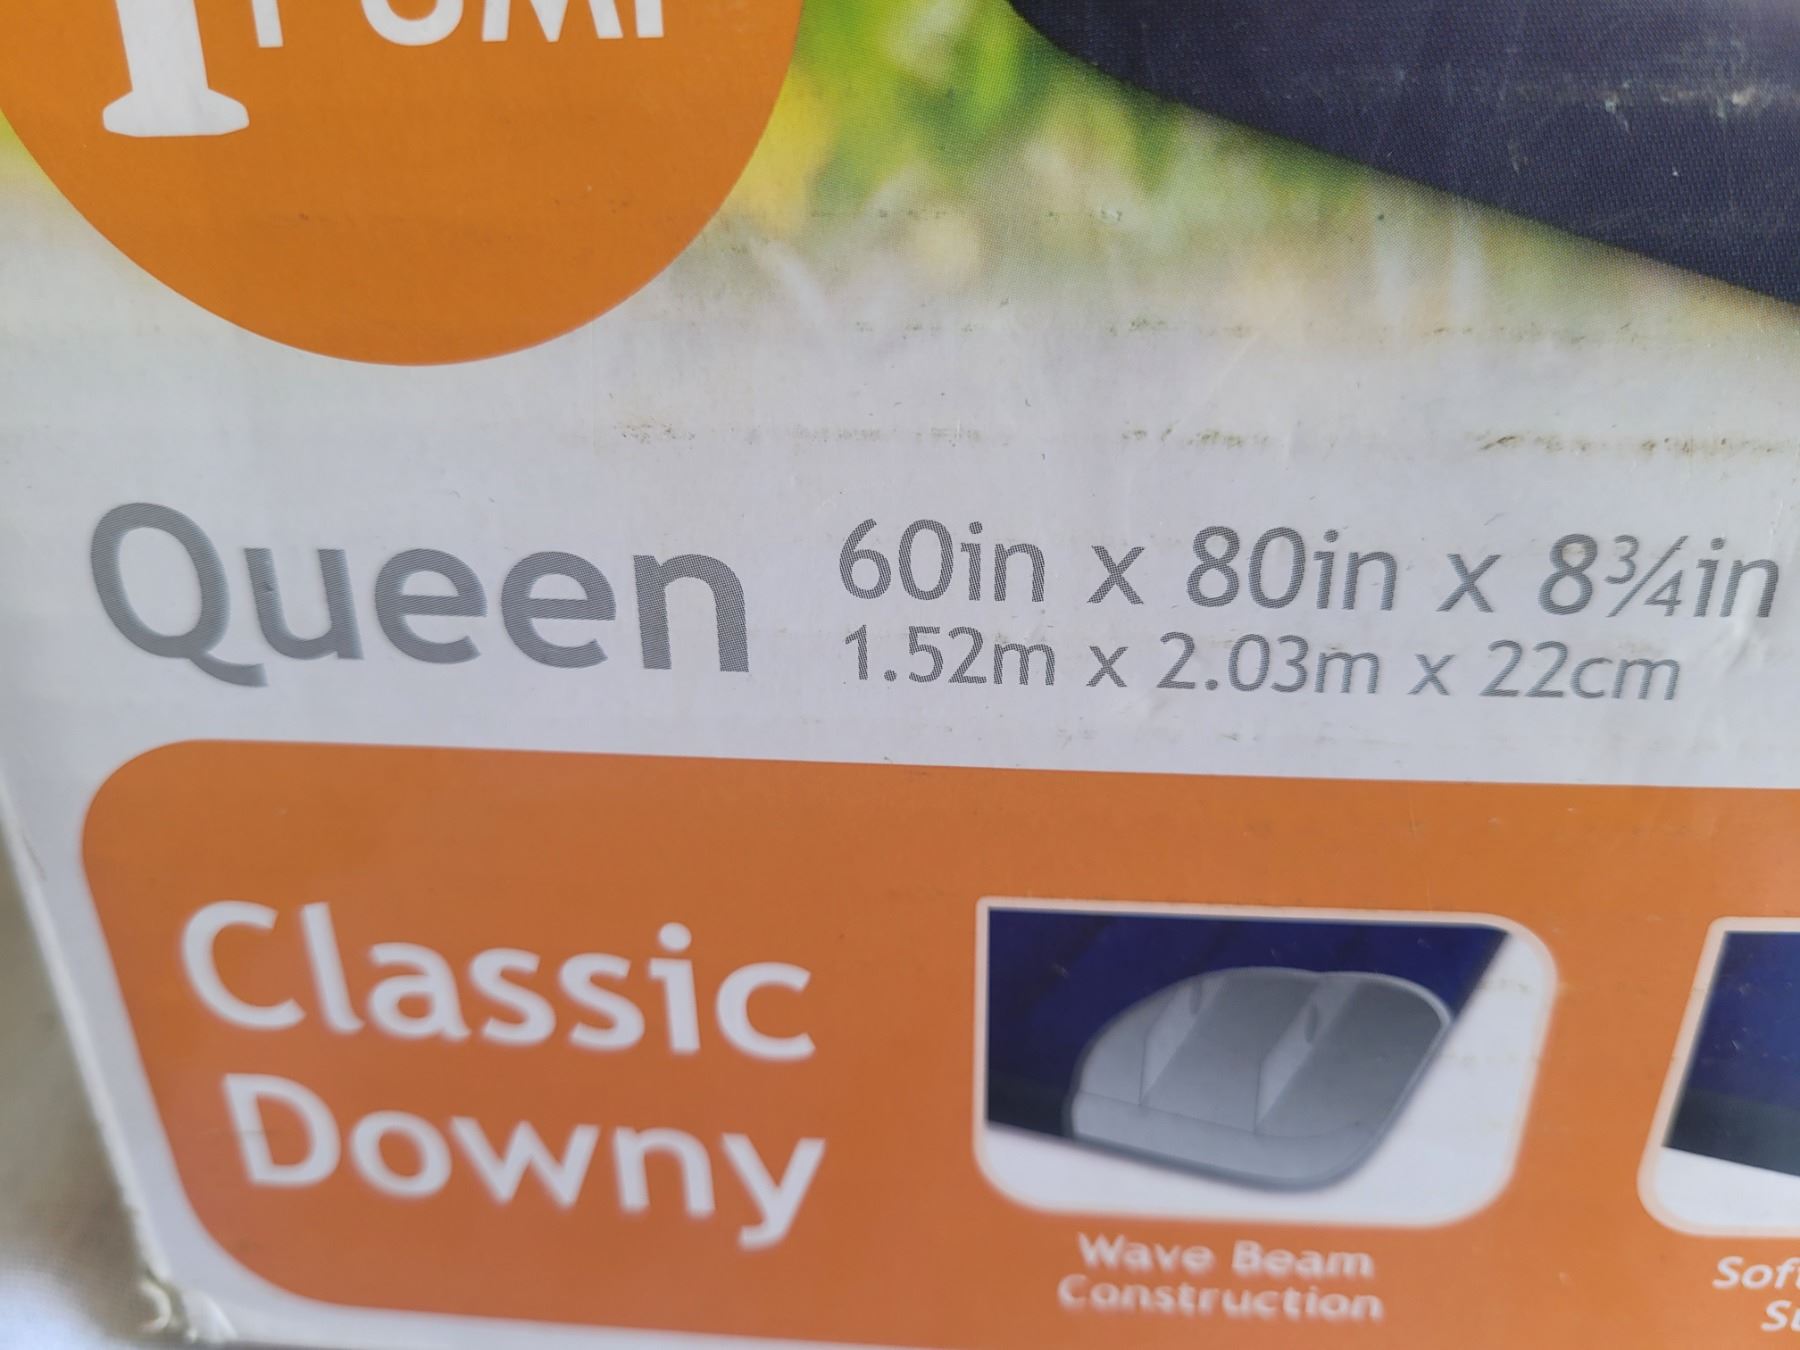 Queen 60in x 80in x 8¾in
1.52m x 2.03m x 22cm
Classic
Downy
Wave Beam
Construction